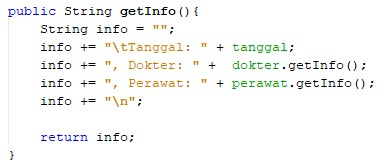 public String getInfo(){
    String info = "";
    info += "\tTanggal: " + tanggal;
    info += ", Dokter: " +  dokter.getInfo();
    info += ", Perawat: " + perawat.getInfo();
    info += "\n";

    return info;
}